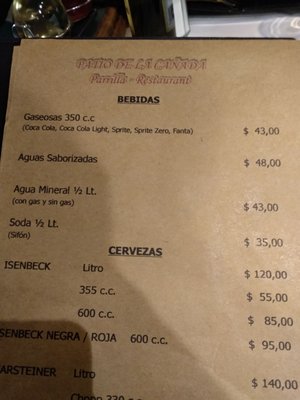 PATIO DE LA CAÑADA
Parrilla - Restaurant
BEBIDAS
Gaseosas 350 c.c
(Coca Cola, Coca Cola Light, Sprite, Sprite Zero, Fanta) $ 43,00
Aguas Saborizadas $ 48,00
Agua Mineral ½ Lt.
(con gas y sin gas) $ 43,00
Soda ½ Lt.
(Sifón) $ 35,00
CERVEZAS
ISENBECK Litro $ 120,00
355 c.c. $ 55,00
600 c.c. $ 85,00
SENBECK NEGRA / ROJA 600 c.c. $ 95,00
ARSTEINER Litro $ 140,00
Chopp 330 c.c